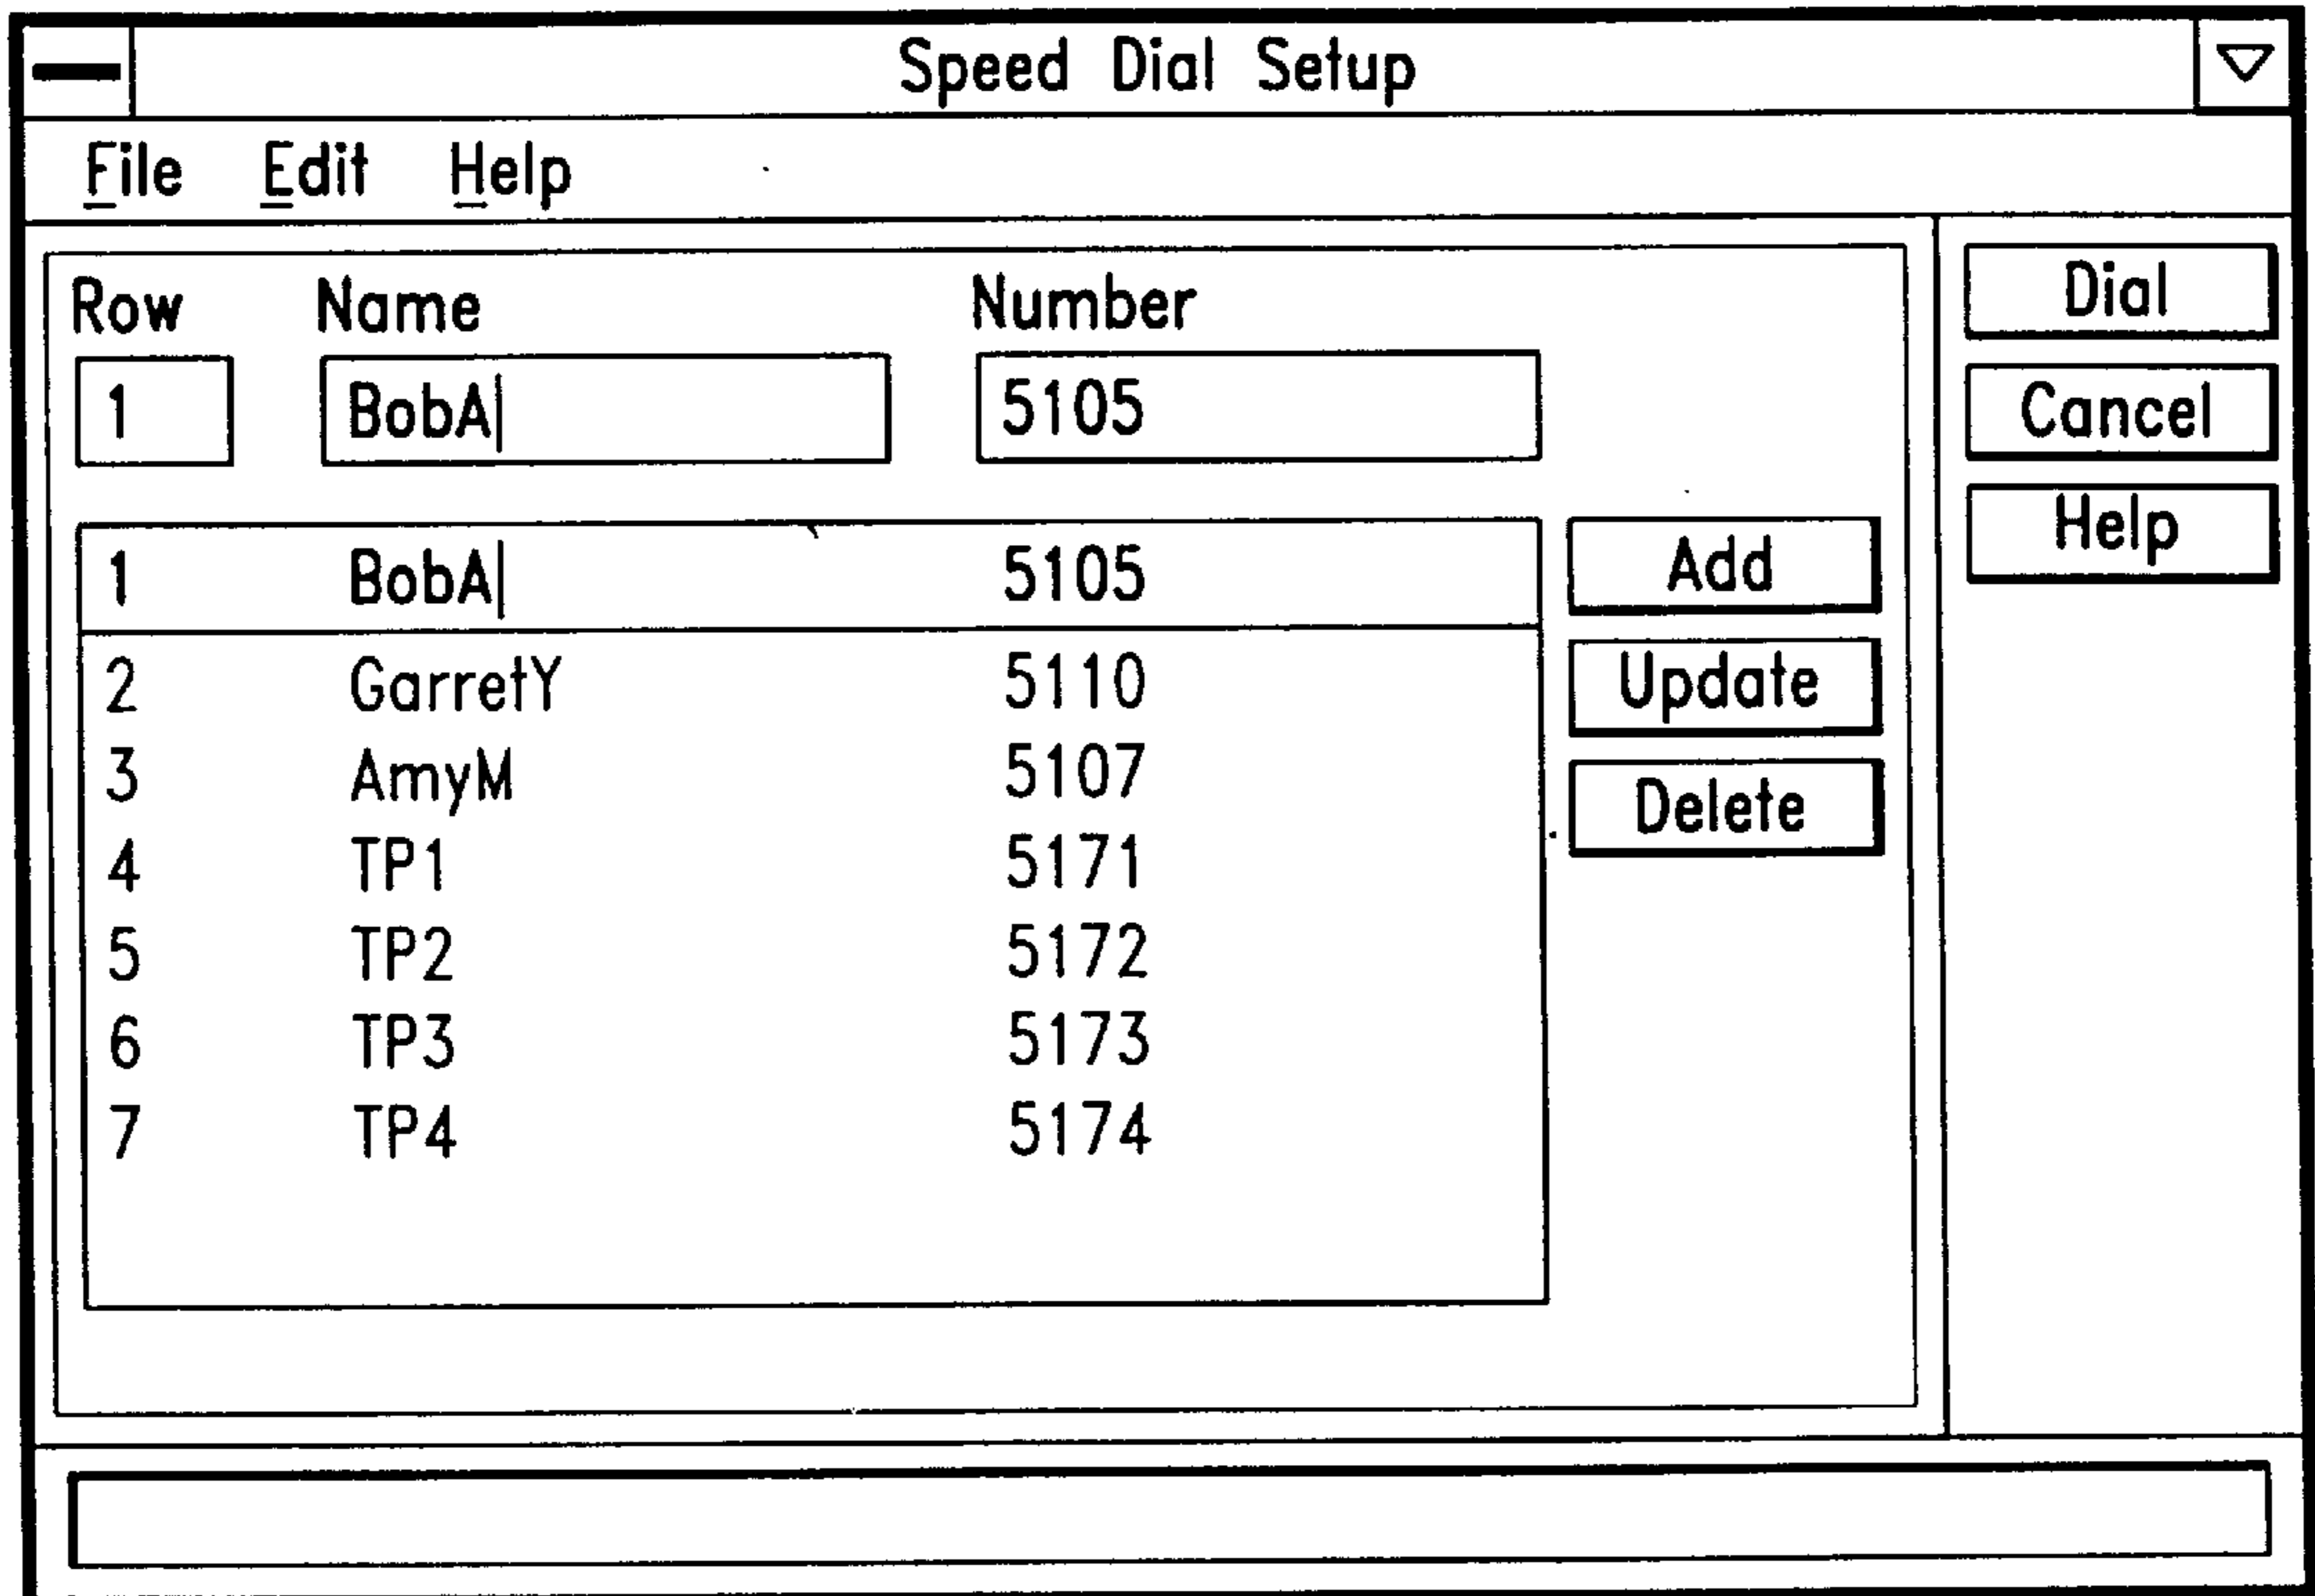 Speed Dial Setup
File Edit Help
Row Name Number
1 BobA 5105
1 BobA 5105
2 GarretY 5110
3 AmyM 5107
4 TP1 5171
5 TP2 5172
6 TP3 5173
7 TP4 5174
Add
Update
Delete
Dial
Cancel
Help